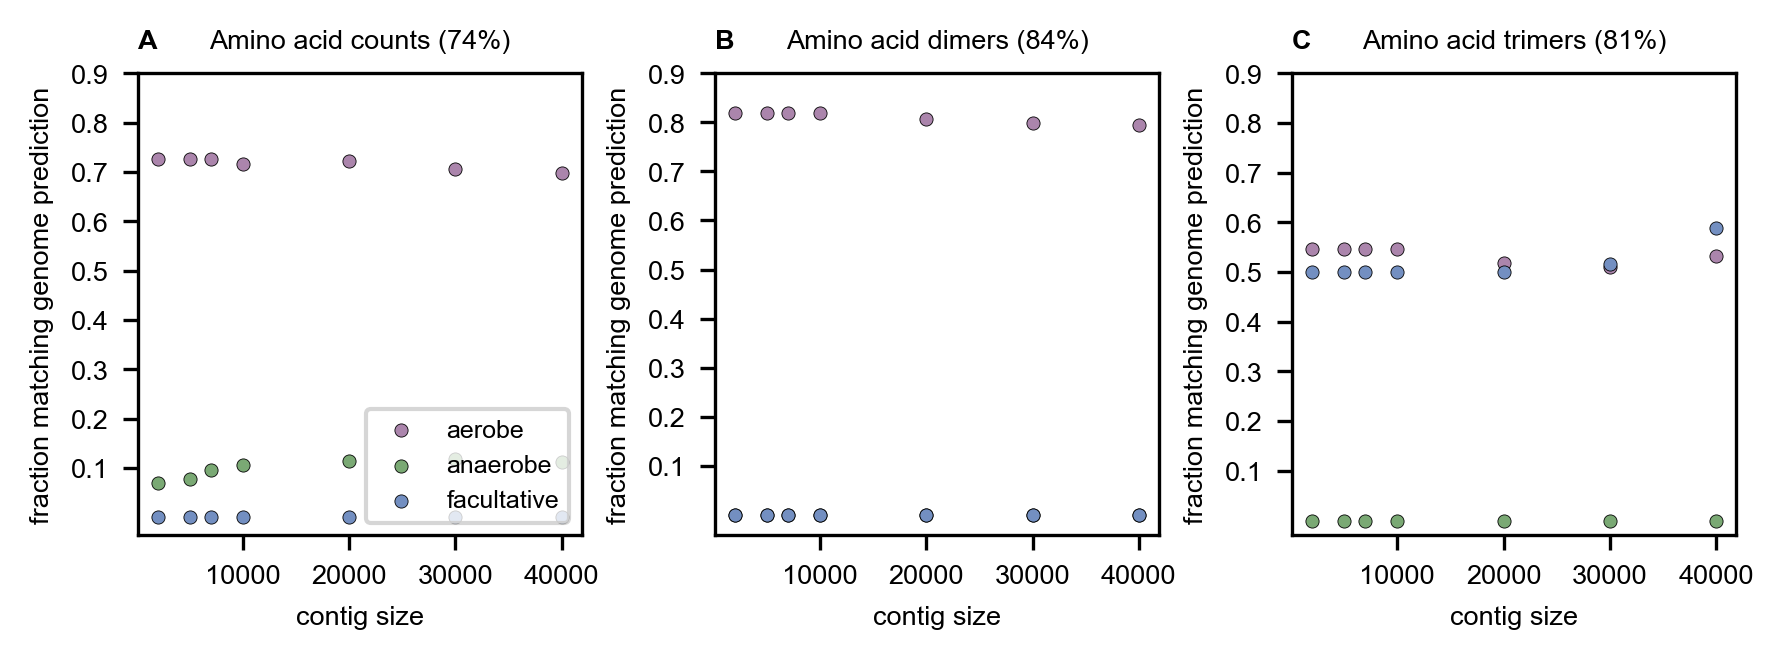 A Amino acid counts (74%)
fraction matching genome prediction
0.9
0.8
0.7
0.6
0.5
0.4
0.3
0.2
0.1
aerobe
anaerobe
facultative
10000 20000 30000 40000
contig size
B Amino acid dimers (84%)
fraction matching genome prediction
0.9
0.8
0.7
0.6
0.5
0.4
0.3
0.2
0.1
10000 20000 30000 40000
contig size
C Amino acid trimers (81%)
fraction matching genome prediction
0.9
0.8
0.7
0.6
0.5
0.4
0.3
0.2
0.1
10000 20000 30000 40000
contig size